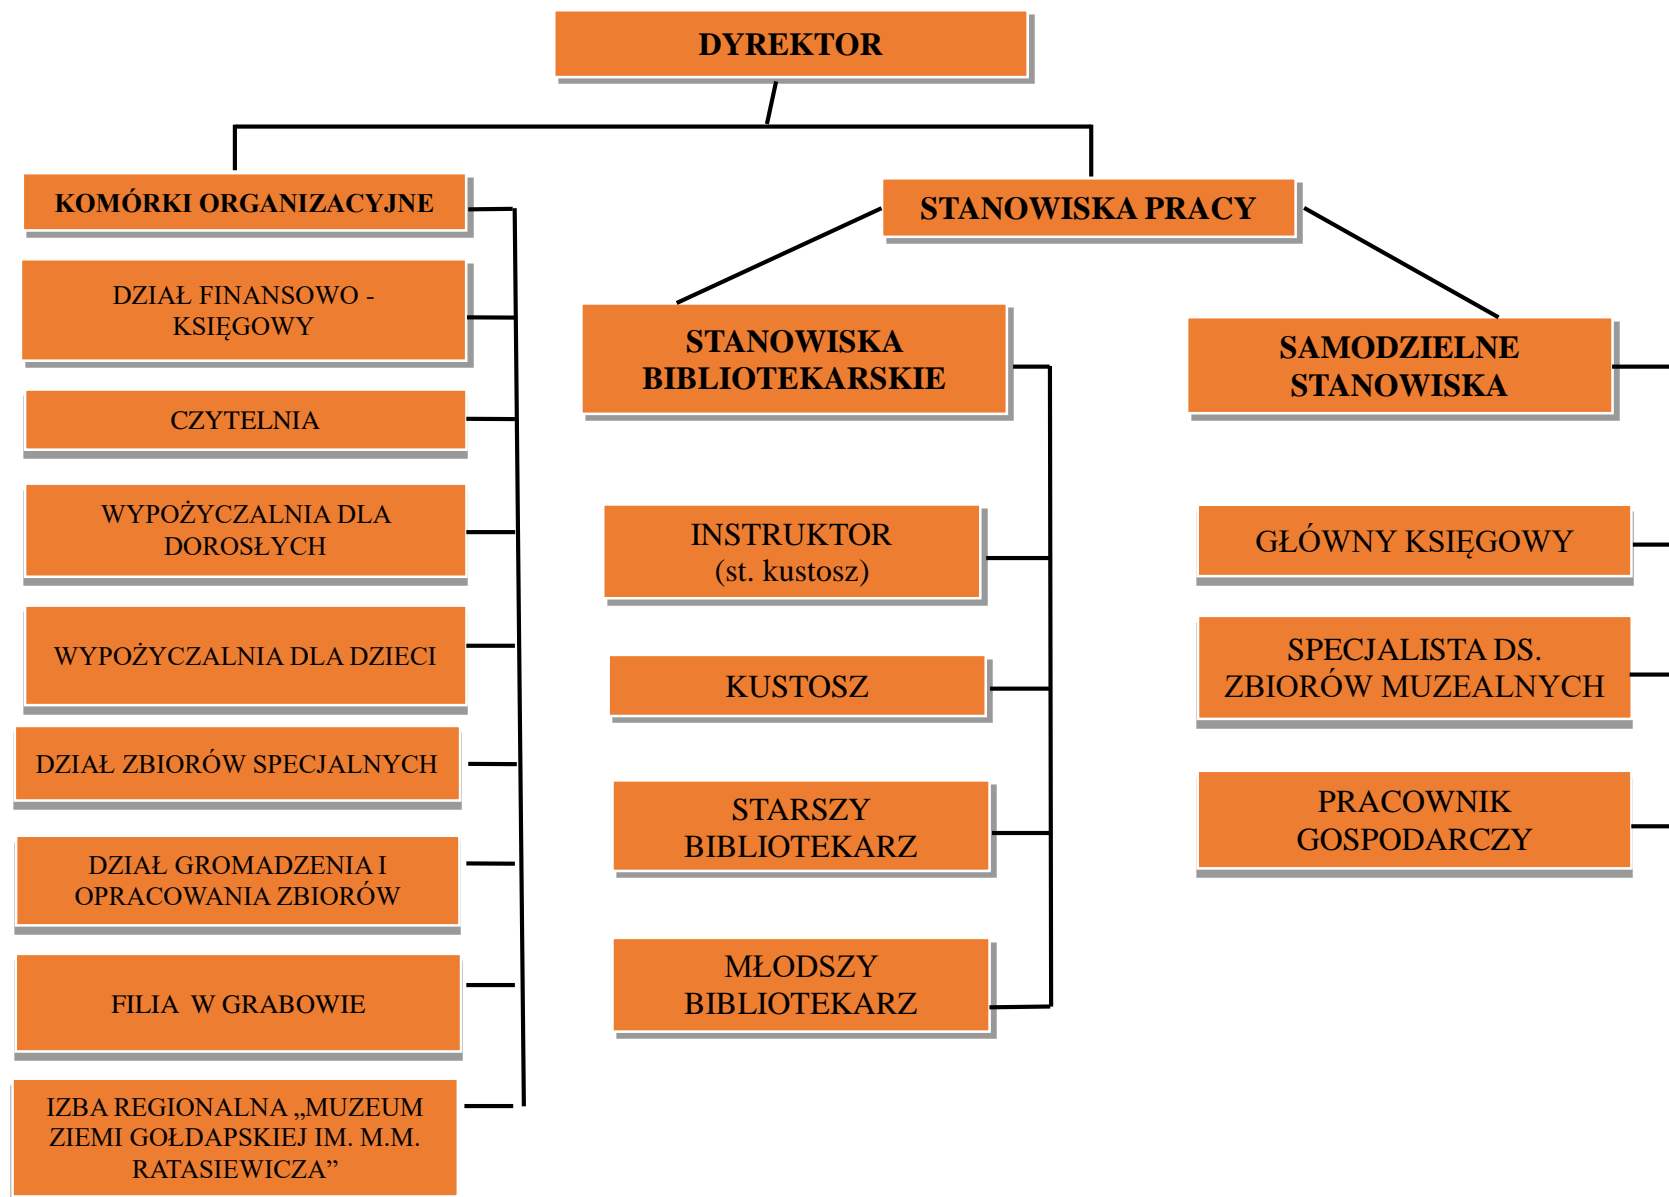 DYREKTOR
KOMÓRKI ORGANIZACYJNE
DZIAŁ FINANSOWO -
KSIĘGOWY
CZYTELNIA
WYPOŻYCZALNIA DLA
DOROSŁYCH
WYPOŻYCZALNIA DLA DZIECI
DZIAŁ ZBIORÓW SPECJALNYCH
DZIAŁ GROMADZENIA I
OPRACOWANIA ZBIORÓW
FILIA W GRABOWIE
IZBA REGIONALNA „MUZEUM
ZIEMI GOŁDAPSKIEJ IM. M.M.
RATASIEWICZA”
STANOWISKA PRACY
STANOWISKA
BIBLIOTEKARSKIE
INSTRUKTOR
(st. kustosz)
KUSTOSZ
STARSZY
BIBLIOTEKARZ
MŁODSZY
BIBLIOTEKARZ
SAMODZIELNE
STANOWISKA
GŁÓWNY KSIĘGOWY
SPECJALISTA DS.
ZBIORÓW MUZEALNYCH
PRACOWNIK
GOSPODARCZY